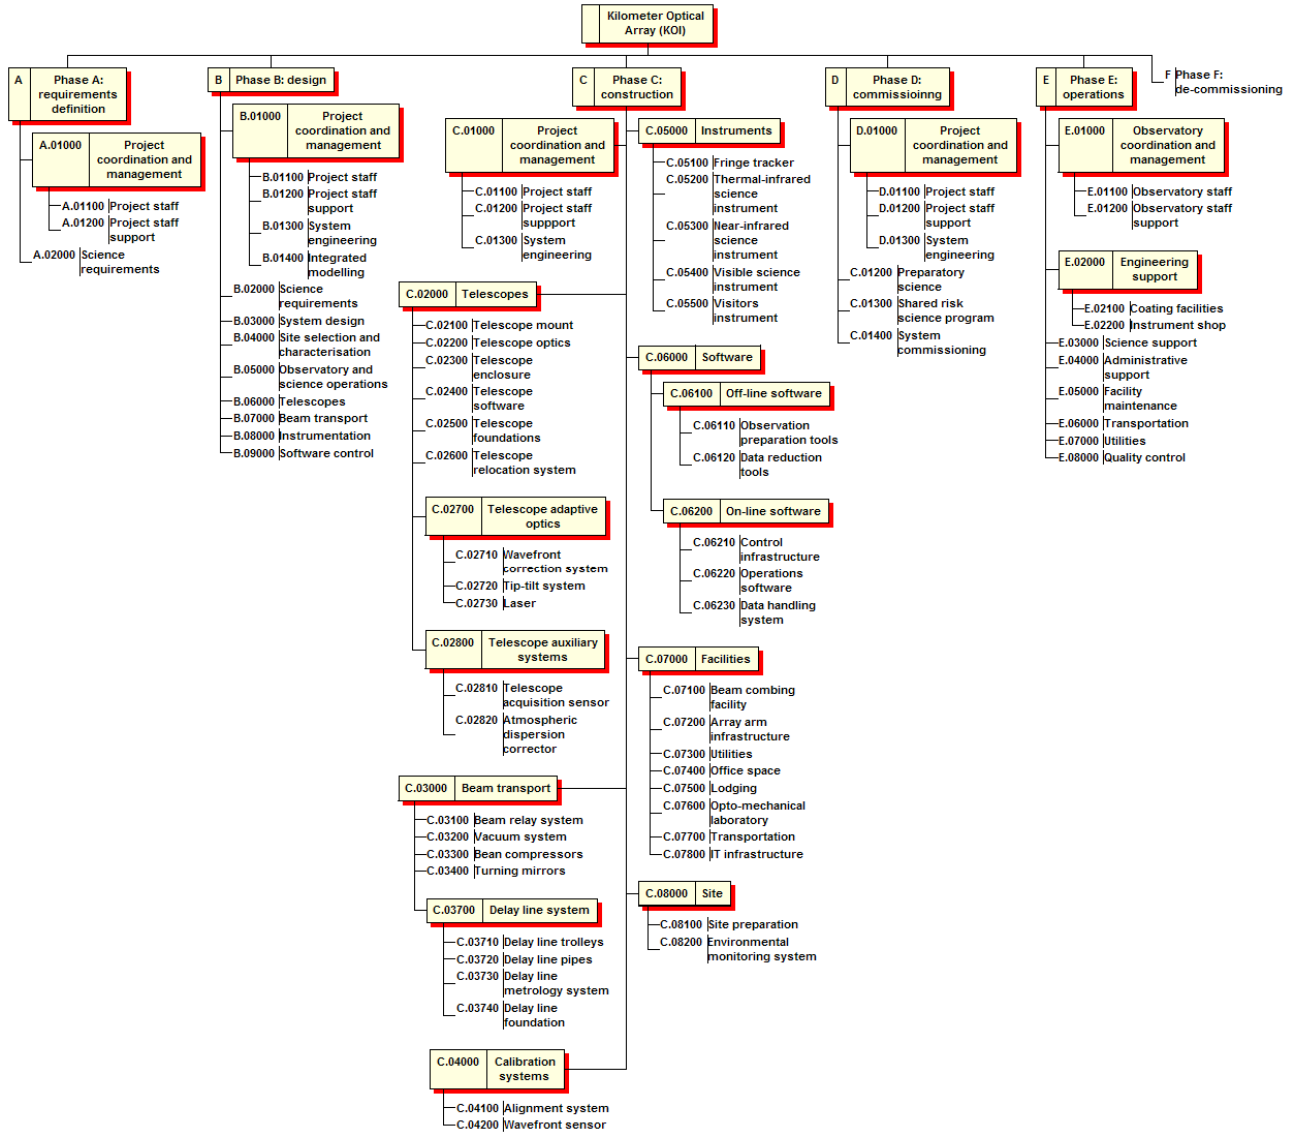 Kilometer Optical
Array (KOI)
A Phase A:
requirements
definition
A.01000 Project
coordination and
management
A.01100 Project staff
A.01200 Project staff
support
A.02000 Science
requirements
B Phase B: design
B.01000 Project
coordination and
management
B.01100 Project staff
B.01200 Project staff
support
B.01300 System
engineering
B.01400 Integrated
modelling
B.02000 Science
requirements
B.03000 System design
B.04000 Site selection and
characterisation
B.05000 Observatory and
science operations
B.06000 Telescopes
B.07000 Beam transport
B.08000 Instrumentation
B.09000 Software control
C Phase C:
construction
C.01000 Project
coordination and
management
C.01100 Project staff
C.01200 Project staff
suppport
C.01300 System
engineering
C.02000 Telescopes
C.02100 Telescope mount
C.02200 Telescope optics
C.02300 Telescope
enclosure
C.02400 Telescope
software
C.02500 Telescope
foundations
C.02600 Telescope
relocation system
C.02700 Telescope adaptive
optics
C.02710 Wavefront
correction system
C.02720 Tip-tilt system
C.02730 Laser
C.02800 Telescope auxiliary
systems
C.02810 Telescope
acquisition sensor
C.02820 Atmospheric
dispersion
corrector
C.03000 Beam transport
C.03100 Beam relay system
C.03200 Vacuum system
C.03300 Bean compressors
C.03400 Turning mirrors
C.03700 Delay line system
C.03710 Delay line trolleys
C.03720 Delay line pipes
C.03730 Delay line
metrology system
C.03740 Delay line
foundation
C.04000 Calibration
systems
C.04100 Alignment system
C.04200 Wavefront sensor
C.05000 Instruments
C.05100 Fringe tracker
C.05200 Thermal-infrared
science
instrument
C.05300 Near-infrared
science
instrument
C.05400 Visible science
instrument
C.05500 Visitors
instrument
C.06000 Software
C.06100 Off-line software
C.06110 Observation
preparation tools
C.06120 Data reduction
tools
C.06200 On-line software
C.06210 Control
infrastructure
C.06220 Operations
software
C.06230 Data handling
system
C.07000 Facilities
C.07100 Beam combing
facility
C.07200 Array arm
infrastructure
C.07300 Utilities
C.07400 Office space
C.07500 Lodging
C.07600 Opto-mechanical
laboratory
C.07700 Transportation
C.07800 IT infrastructure
C.08000 Site
C.08100 Site preparation
C.08200 Environmental
monitoring system
D Phase D:
commissioinng
D.01000 Project
coordination and
management
D.01100 Project staff
D.01200 Project staff
support
D.01300 System
engineering
C.01200 Preparatory
science
C.01300 Shared risk
science program
C.01400 System
commissioning
E Phase E:
operations
E.01000 Observatory
coordination and
management
E.01100 Observatory staff
E.01200 Observatory staff
support
E.02000 Engineering
support
E.02100 Coating facilities
E.02200 Instrument shop
E.03000 Science support
E.04000 Administrative
support
E.05000 Facility
maintenance
E.06000 Transportation
E.07000 Utilities
E.08000 Quality control
F Phase F:
de-commissioning